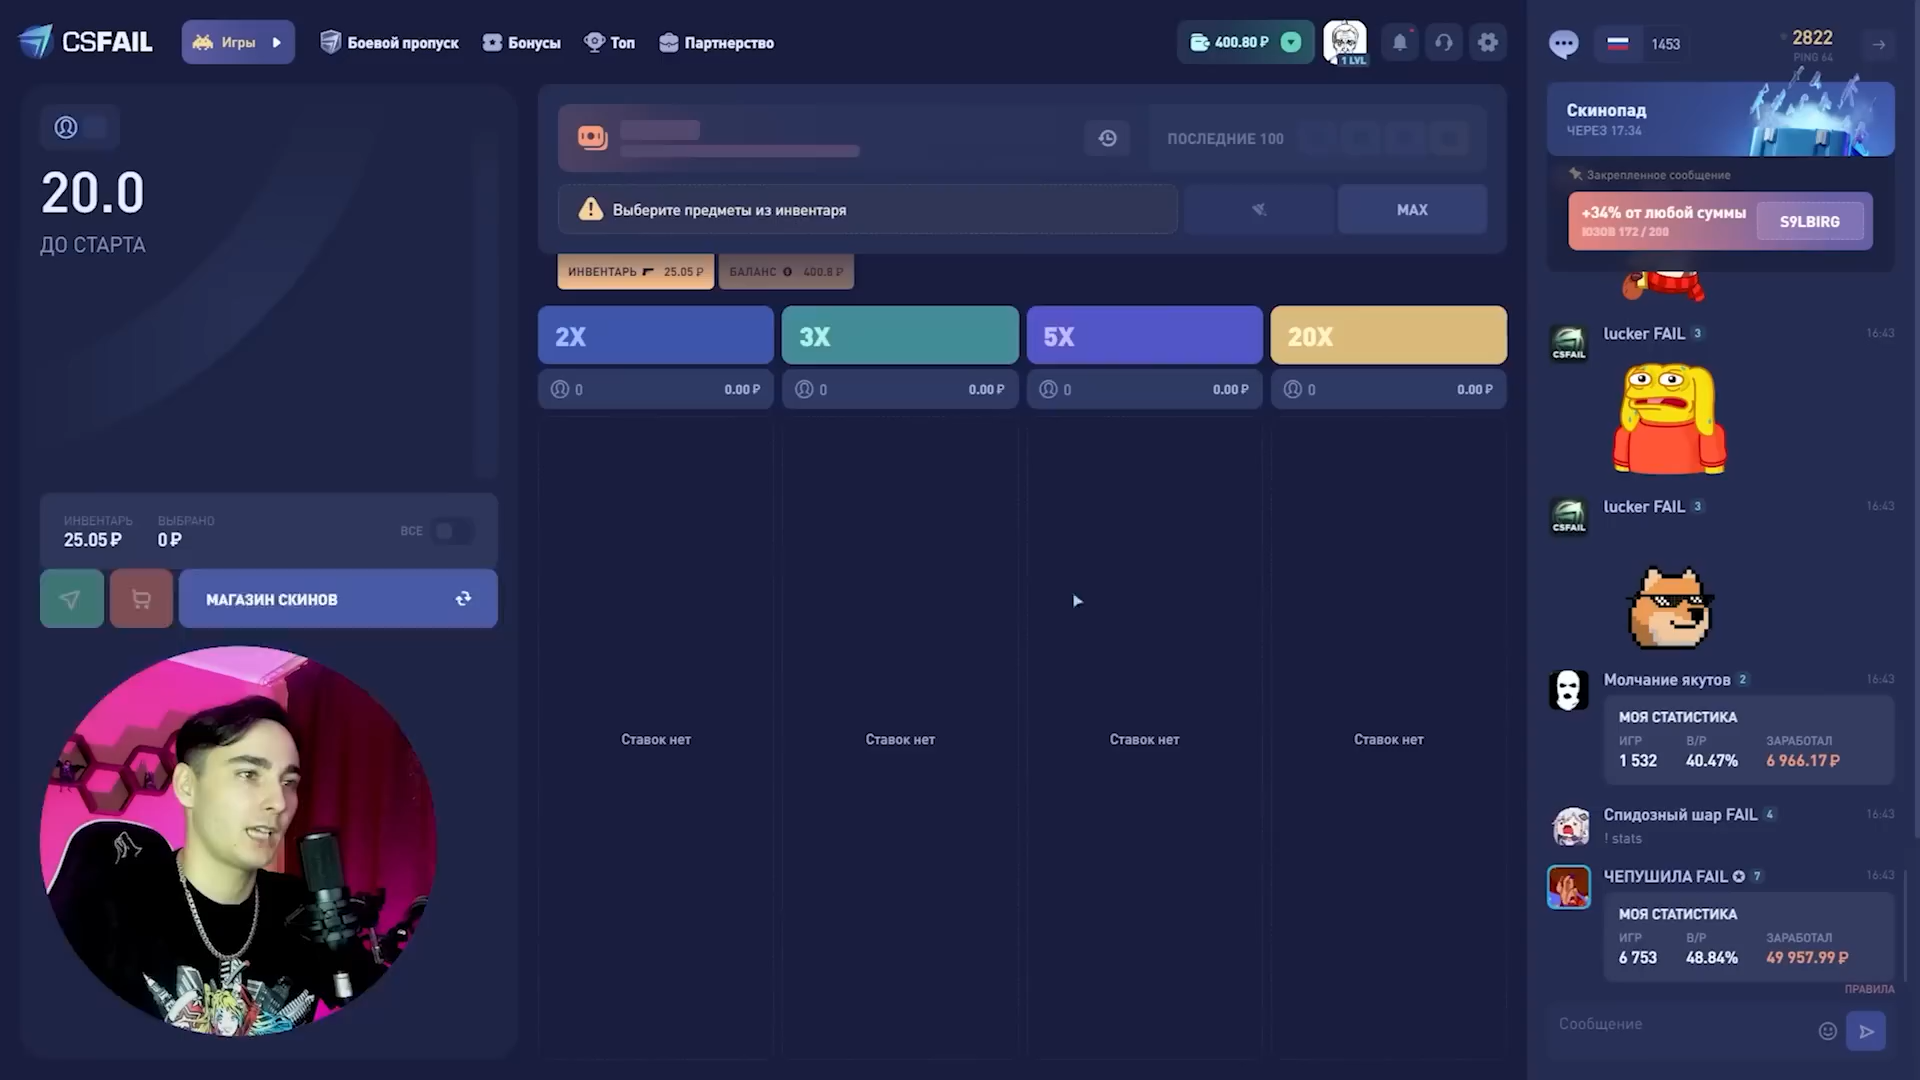 CSFAIL
Игры
Боевой пропуск
Бонусы
Топ
Партнерство
400.80 ₽
1 LVL
1453
2822
PING 64
20.0
ДО СТАРТА
ПОСЛЕДНИЕ 100
Выберите предметы из инвентаря
MAX
ИНВЕНТАРЬ 25.05 ₽
БАЛАНС 400.8 ₽
2X
3X
5X
20X
0 0.00 ₽
0 0.00 ₽
0 0.00 ₽
0 0.00 ₽
Ставок нет
Ставок нет
Ставок нет
Ставок нет
ИНВЕНТАРЬ
25.05 ₽
ВЫБРАНО
0 ₽
ВСЕ
МАГАЗИН СКИНОВ
Скинопад
ЧЕРЕЗ 17:34
Закрепленное сообщение
+34% от любой суммы
ЮЗОВ 172 / 200
S9LBIRG
CSFAIL
lucker FAIL 3 16:43
CSFAIL
lucker FAIL 3 16:43
Молчание якутов 2 16:43
МОЯ СТАТИСТИКА
ИГР В/Р ЗАРАБОТАЛ
1 532 40.47% 6 966.17 ₽
Спидозный шар FAIL 4 16:43
! stats
ЧЕПУШИЛА FAIL 7 16:43
МОЯ СТАТИСТИКА
ИГР В/Р ЗАРАБОТАЛ
6 753 48.84% 49 957.99 ₽
ПРАВИЛА
Сообщение